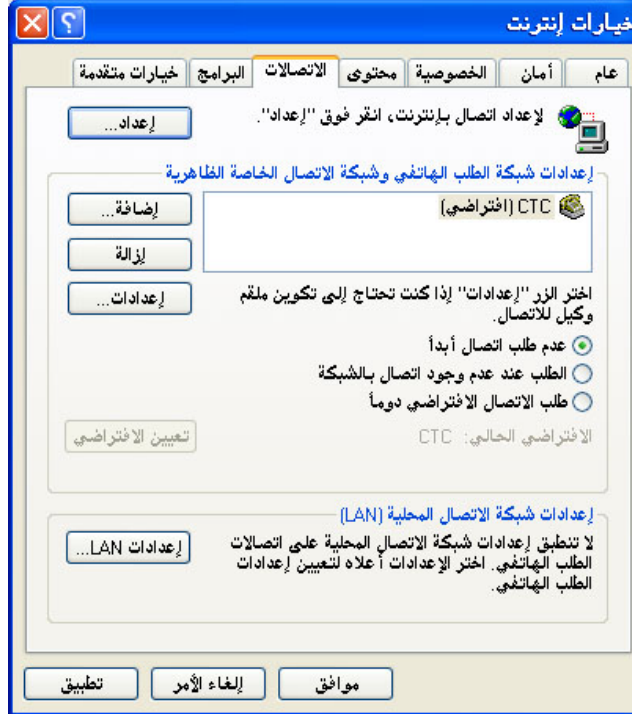 خيارات إنترنت
عام
أمان
الخصوصية
محتوى
الاتصالات
البرامج
خيارات متقدمة
لإعداد اتصال بإنترنت، انقر فوق "إعداد".
إعداد...
إعدادات شبكة الطلب الهاتفي وشبكة الاتصال الخاصة الظاهرية
CTC (افتراضي)
إضافة...
إزالة
اختر الزر "إعدادات" إذا كنت تحتاج إلى تكوين ملقم
وكيل للاتصال.
إعدادات...
عدم طلب اتصال أبداً
الطلب عند عدم وجود اتصال بالشبكة
طلب الاتصال الافتراضي دوماً
الافتراضي الحالي: CTC
تعيين الافتراضي
إعدادات شبكة الاتصال المحلية (LAN)
لا تنطبق إعدادات شبكة الاتصال المحلية على اتصالات
الطلب الهاتفي. اختر الإعدادات أعلاه لتعيين إعدادات
الطلب الهاتفي.
إعدادات LAN...
موافق
إلغاء الأمر
تطبيق